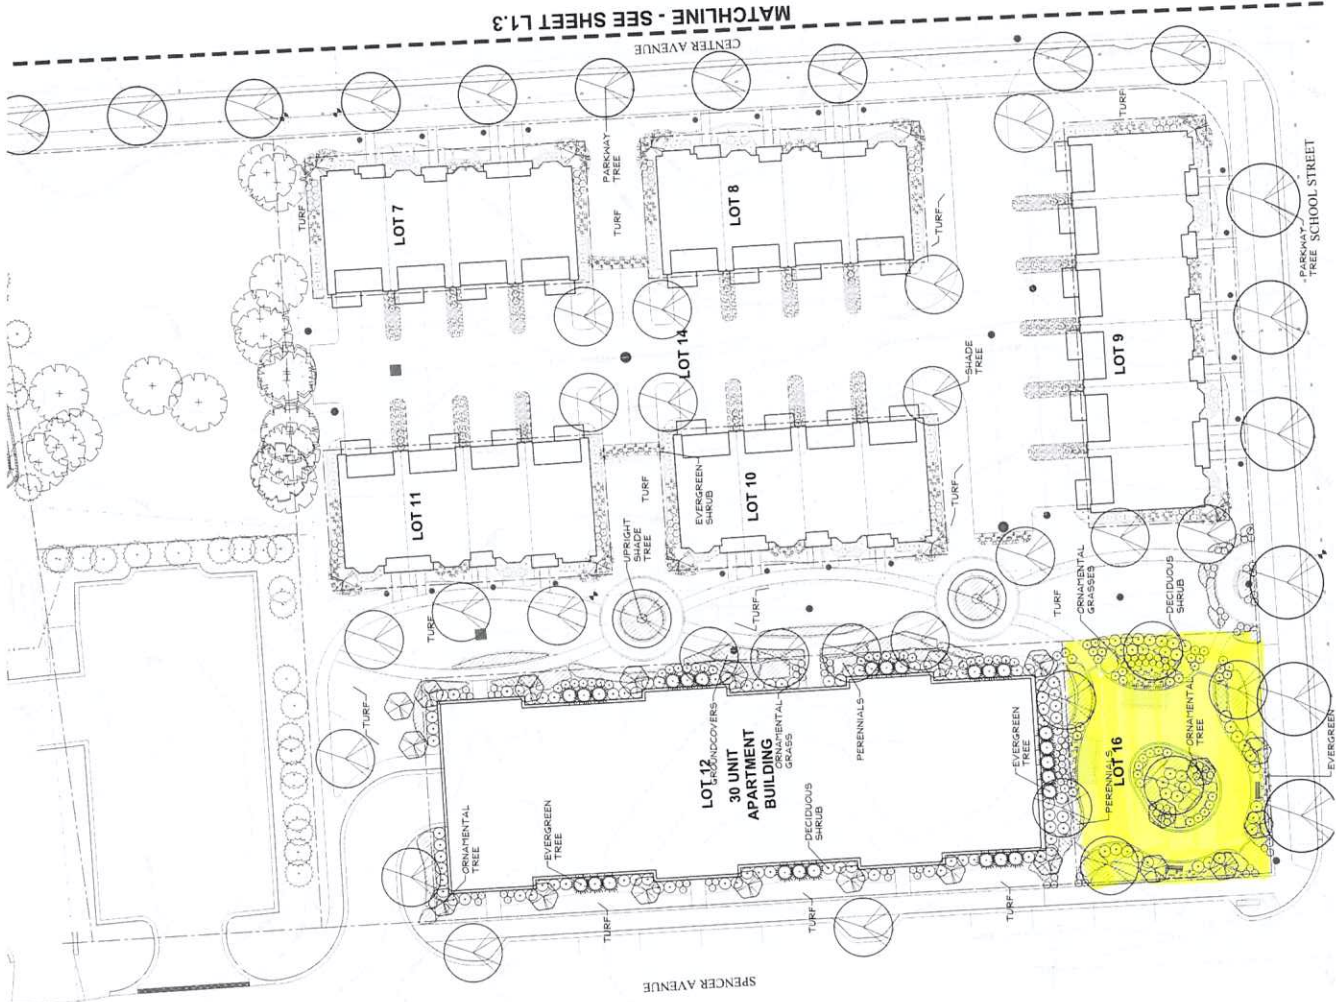 MATCHLINE - SEE SHEET L1.3
CENTER AVENUE
TURF
PARKWAY
TREE
TURF
TURF
LOT 7
LOT 8
TURF
SCHOOL STREET
PARKWAY
TREE
LOT 14
LOT 9
SHADE
TREE
LOT 11
TURF
EVERGREEN
SHRUB
LOT 10
TURF
UPRIGHT
SHADE
TREE
TURF
TURF
TURF
ORNAMENTAL
GRASSES
DECIDUOUS
SHRUB
TURF
LOT 12
GROUNDCOVERS
30 UNIT
APARTMENT
BUILDING
ORNAMENTAL
GRASS
PERENNIALS
EVERGREEN
TREE
PERENNIALS
LOT 16
ORNAMENTAL
TREE
EVERGREEN
ORNAMENTAL
TREE
EVERGREEN
TREE
DECIDUOUS
SHRUB
TURF
TURF
TURF
SPENCER AVENUE